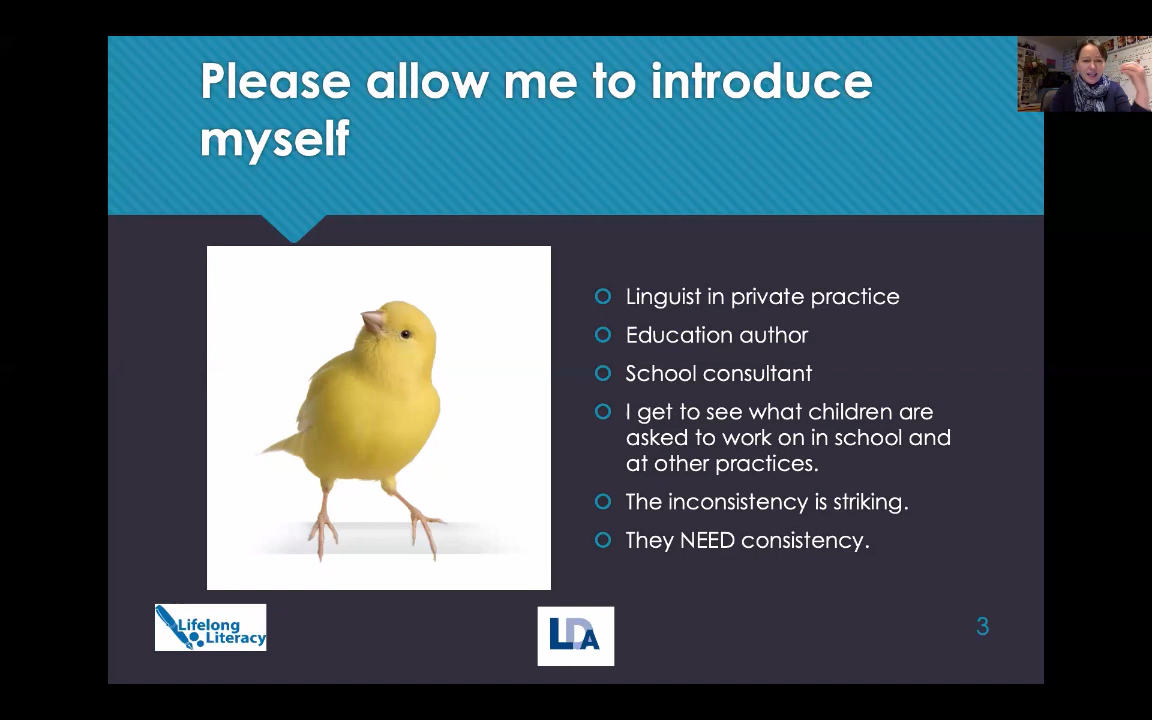 Please allow me to introduce
myself
Linguist in private practice
Education author
School consultant
I get to see what children are
asked to work on in school and
at other practices.
The inconsistency is striking.
They NEED consistency.
Lifelong
Literacy
LDA
3